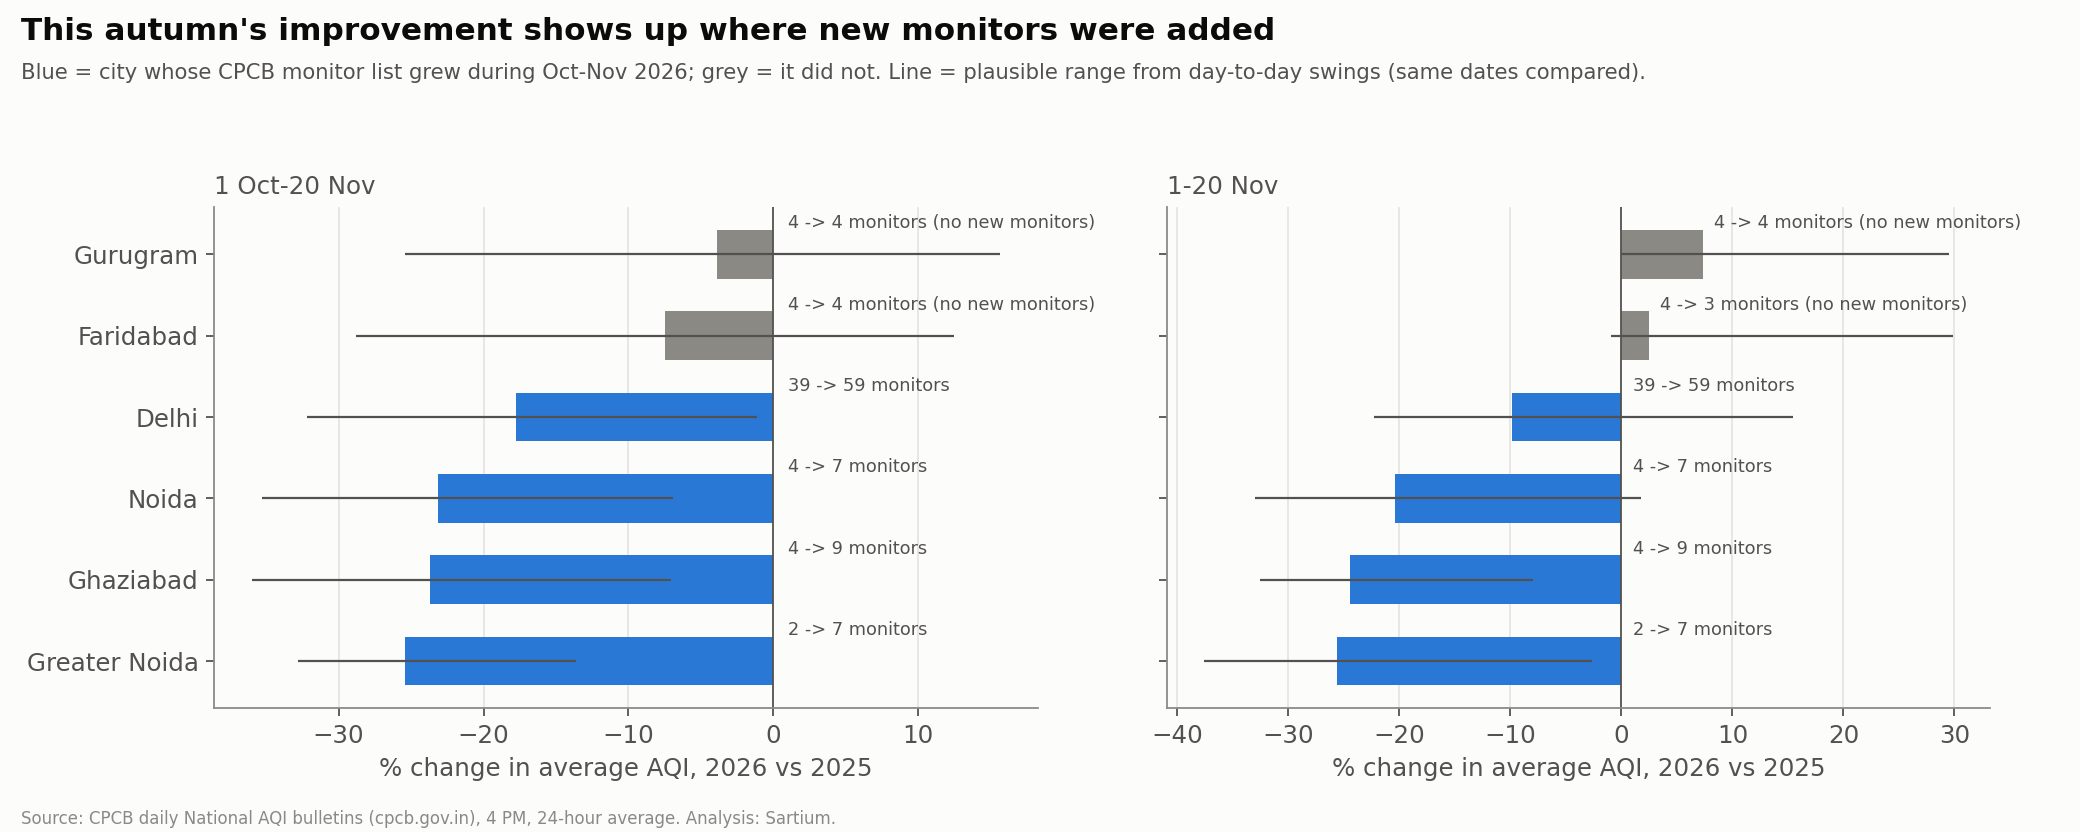 This autumn's improvement shows up where new monitors were added
Blue = city whose CPCB monitor list grew during Oct-Nov 2026; grey = it did not. Line = plausible range from day-to-day swings (same dates compared).
1 Oct-20 Nov
Gurugram
4 -> 4 monitors (no new monitors)
Faridabad
4 -> 4 monitors (no new monitors)
Delhi
39 -> 59 monitors
Noida
4 -> 7 monitors
Ghaziabad
4 -> 9 monitors
Greater Noida
2 -> 7 monitors
−30 −20 −10 0 10
% change in average AQI, 2026 vs 2025
1-20 Nov
4 -> 4 monitors (no new monitors)
4 -> 3 monitors (no new monitors)
39 -> 59 monitors
4 -> 7 monitors
4 -> 9 monitors
2 -> 7 monitors
−40 −30 −20 −10 0 10 20 30
% change in average AQI, 2026 vs 2025
Source: CPCB daily National AQI bulletins (cpcb.gov.in), 4 PM, 24-hour average. Analysis: Sartium.